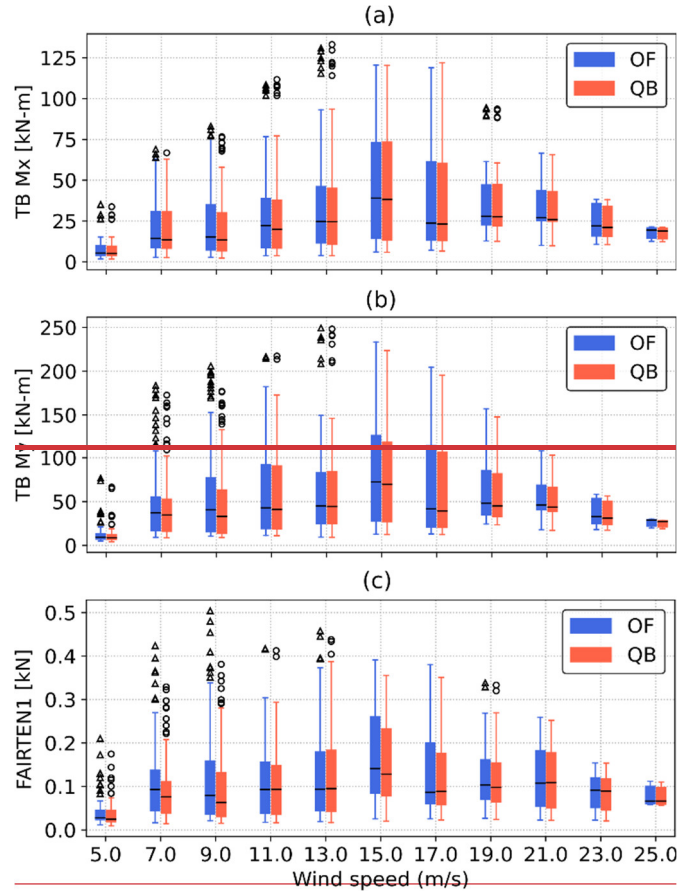 (a)
TB Mx [kN-m]
125
100
75
50
25
0
OF
QB
(b)
TB My [kN-m]
250
200
150
100
50
0
OF
QB
(c)
FAIRTEN1 [kN]
0.5
0.4
0.3
0.2
0.1
0.0
OF
QB
5.0 7.0 9.0 11.0 13.0 15.0 17.0 19.0 21.0 23.0 25.0
Wind speed (m/s)